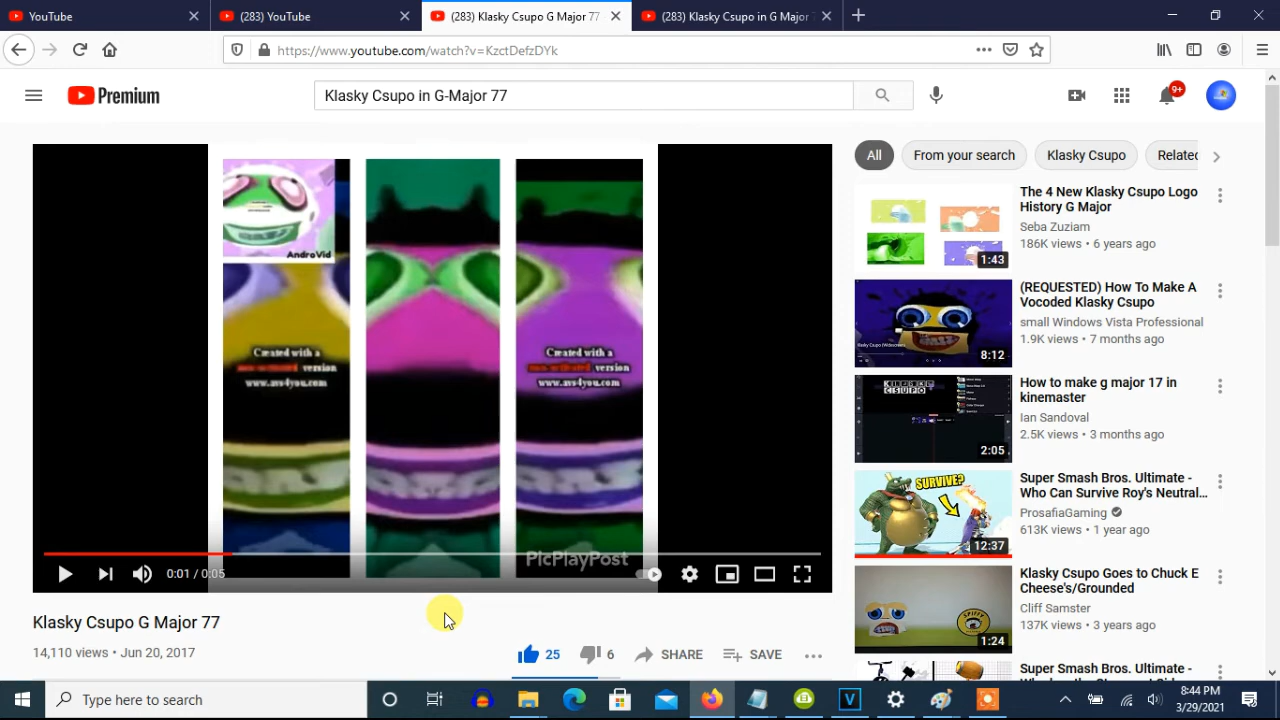 YouTube
(283) YouTube
(283) Klasky Csupo G Major 77
(283) Klasky Csupo in G-Major
https://www.youtube.com/watch?v=KzctDefzDYk
Premium
Klasky Csupo in G-Major 77
9+
All
From your search
Klasky Csupo
Related
AndroVid
Created with a
non-activated version
www.avs4you.com
Created with a
non-activated version
www.avs4you.com
PicPlayPost
0:01 / 0:05
Klasky Csupo G Major 77
14,110 views • Jun 20, 2017
25
6
SHARE
SAVE
The 4 New Klasky Csupo Logo
History G Major
Seba Zuziam
186K views • 6 years ago
1:43
(REQUESTED) How To Make A
Vocoded Klasky Csupo
small Windows Vista Professional
1.9K views • 7 months ago
8:12
How to make g major 17 in
kinemaster
Ian Sandoval
2.5K views • 3 months ago
KLASKY
CSUPO
2:05
Super Smash Bros. Ultimate -
Who Can Survive Roy's Neutral...
ProsafiaGaming
613K views • 1 year ago
SURVIVE?
12:37
Klasky Csupo Goes to Chuck E
Cheese's/Grounded
Cliff Samster
137K views • 3 years ago
1:24
Super Smash Bros. Ultimate -
Type here to search
8:44 PM
3/29/2021